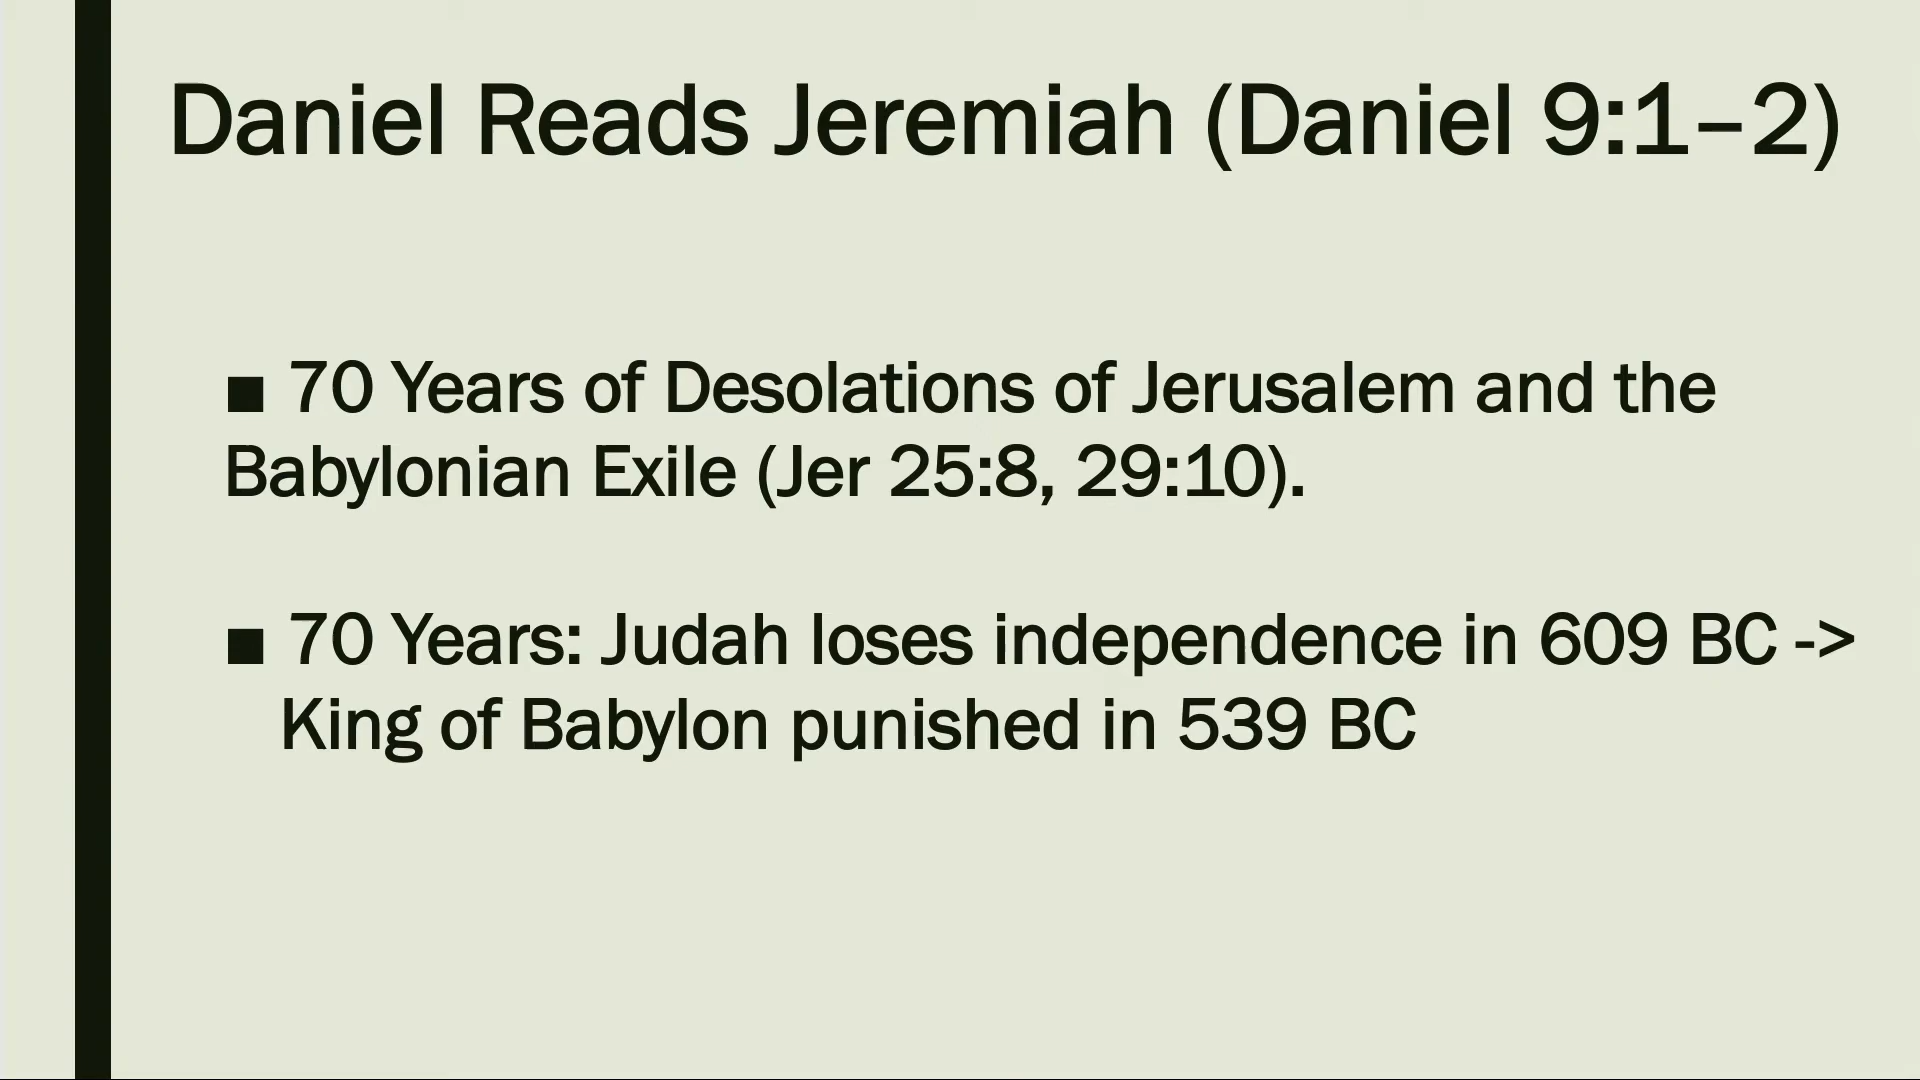 Daniel Reads Jeremiah (Daniel 9:1–2)
■ 70 Years of Desolations of Jerusalem and the
Babylonian Exile (Jer 25:8, 29:10).
■ 70 Years: Judah loses independence in 609 BC ->
King of Babylon punished in 539 BC